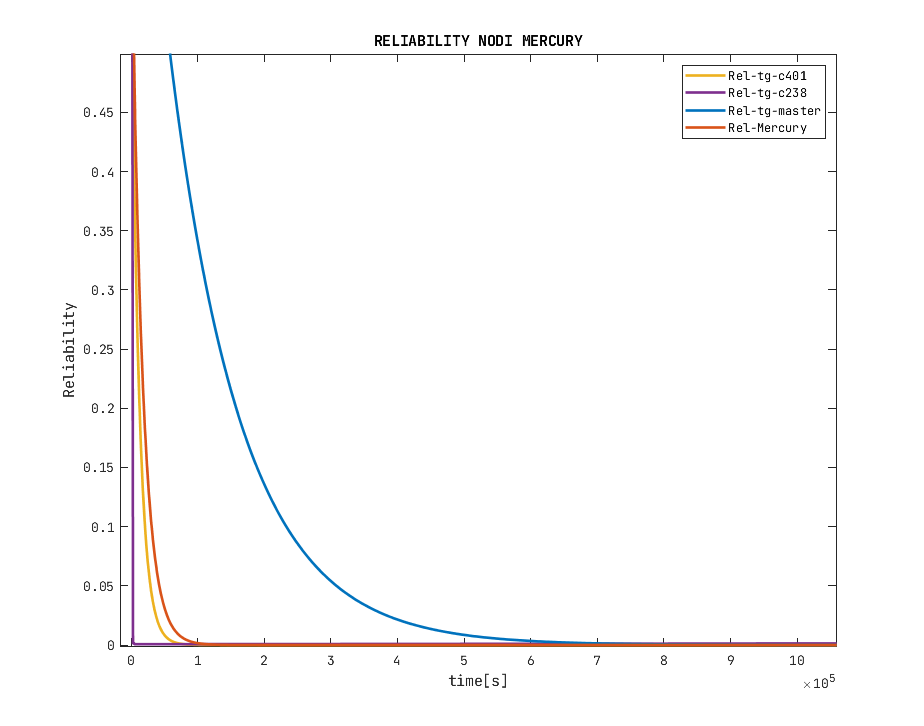 RELIABILITY NODI MERCURY
Rel-tg-c401
Rel-tg-c238
Rel-tg-master
Rel-Mercury
0.45
0.4
0.35
0.3
0.25
0.2
0.15
0.1
0.05
0
Reliability
0 1 2 3 4 5 6 7 8 9 10
time[s]
×10⁵